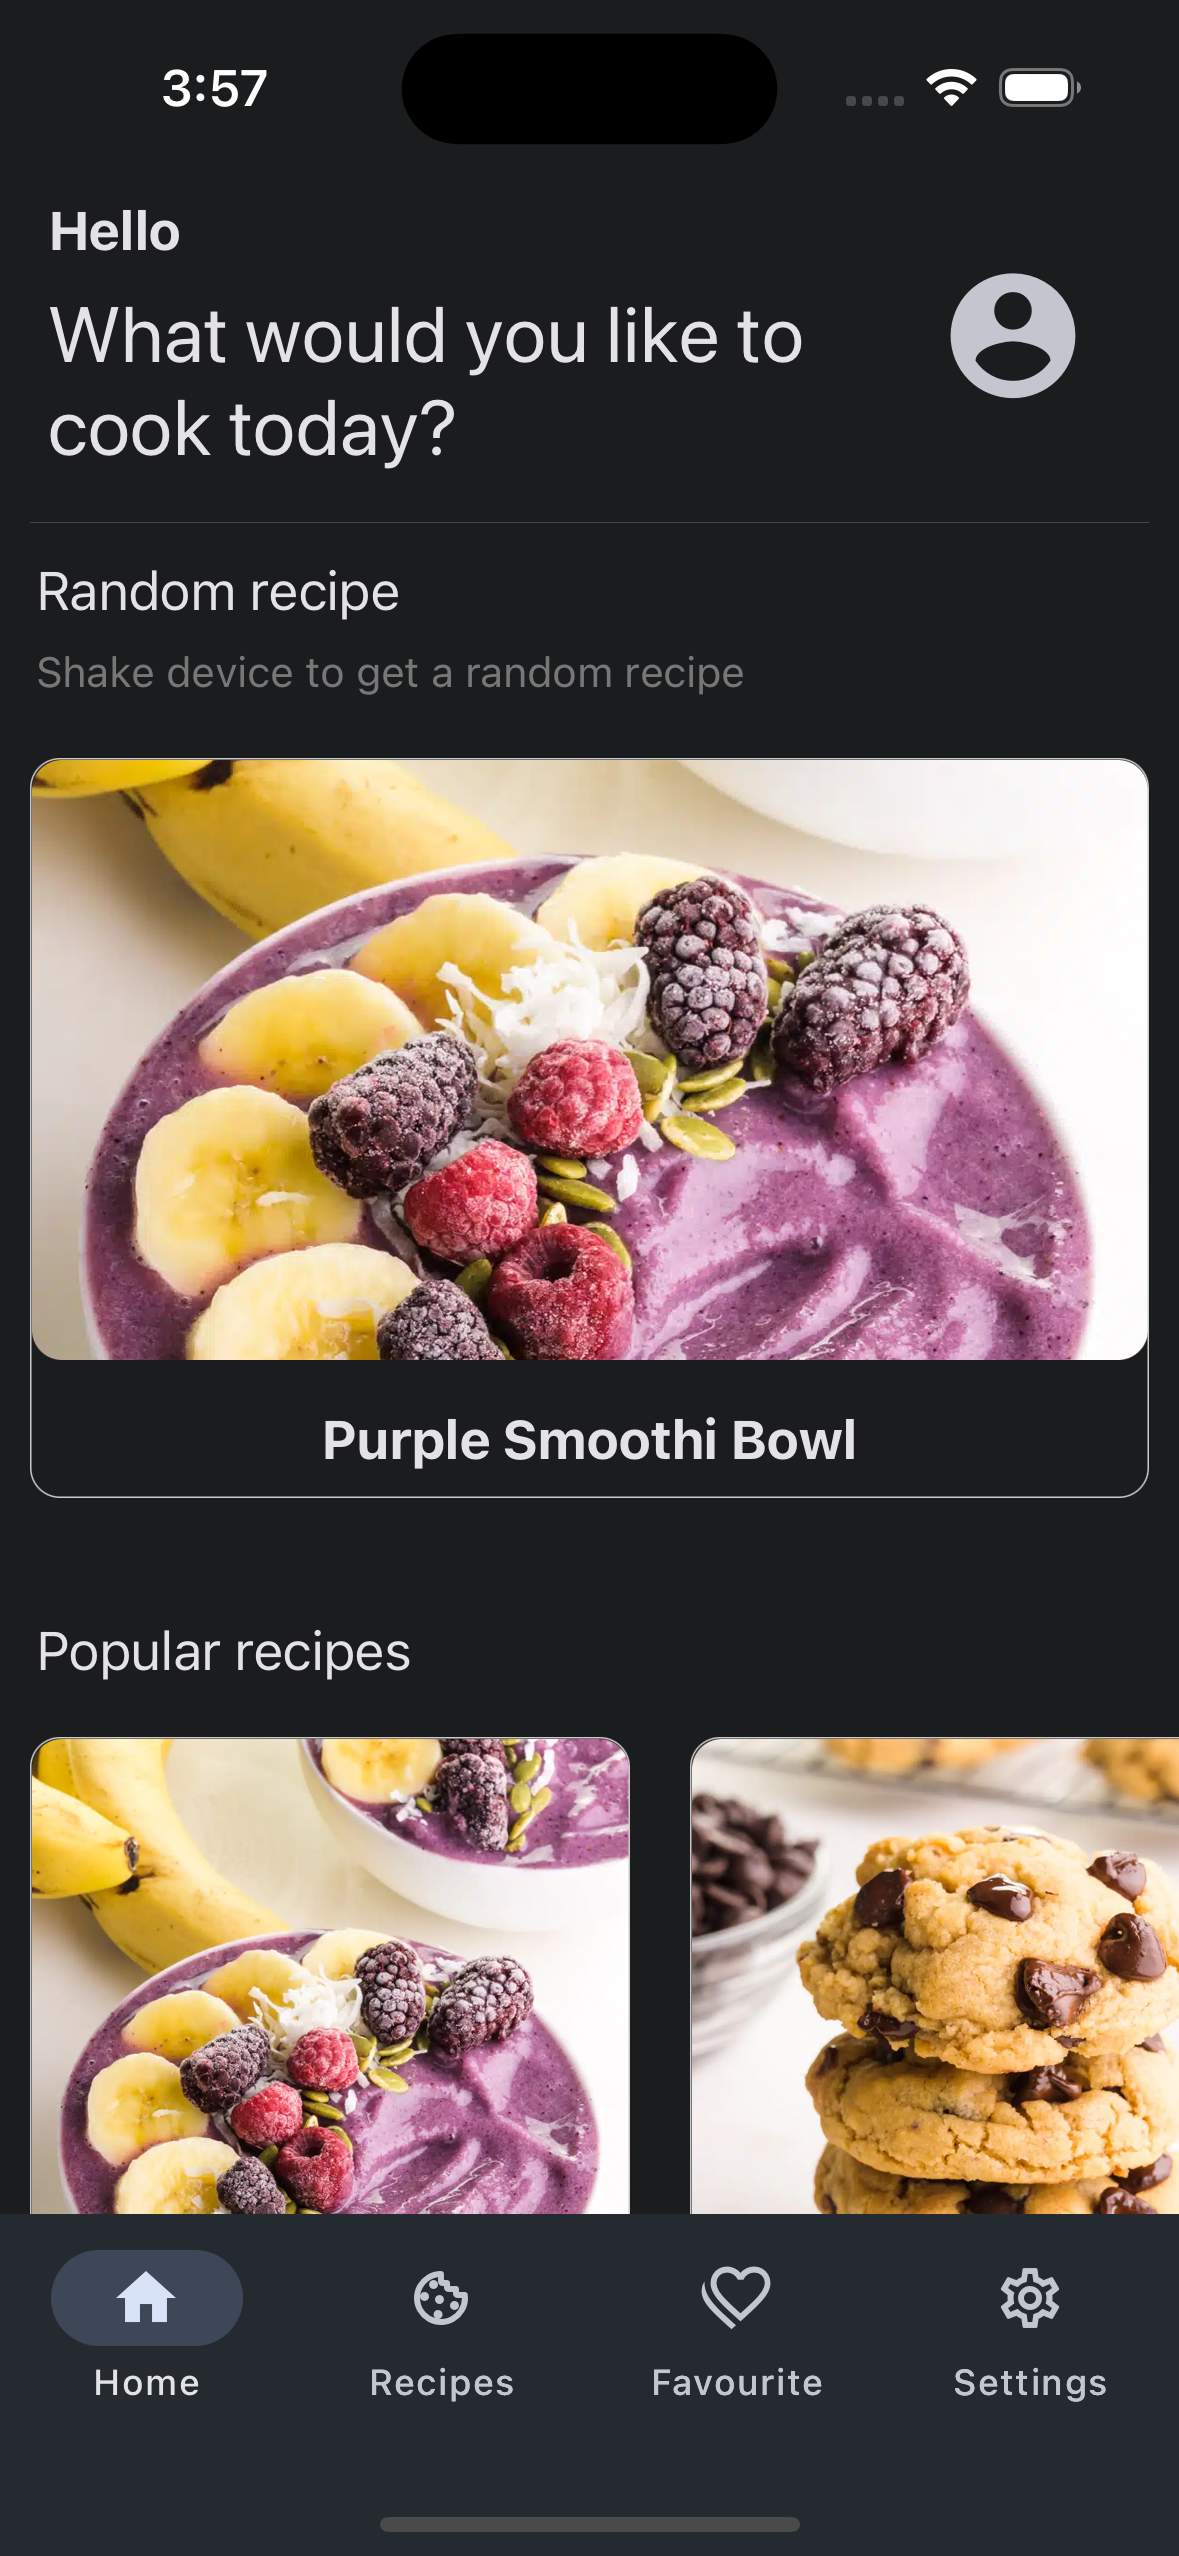 3:57
Hello
What would you like to
cook today?
Random recipe
Shake device to get a random recipe
Purple Smoothi Bowl
Popular recipes
Home
Recipes
Favourite
Settings